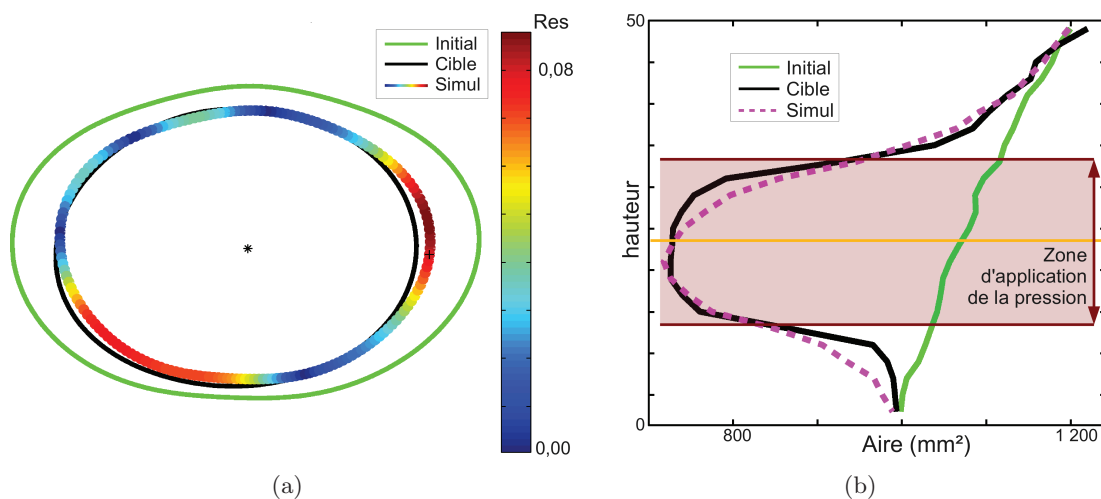 Res
Initial
Cible
Simul
0,08
0,00
(a)
50
Initial
Cible
Simul
hauteur
Zone
d'application
de la pression
0
800
Aire (mm²)
1 200
(b)